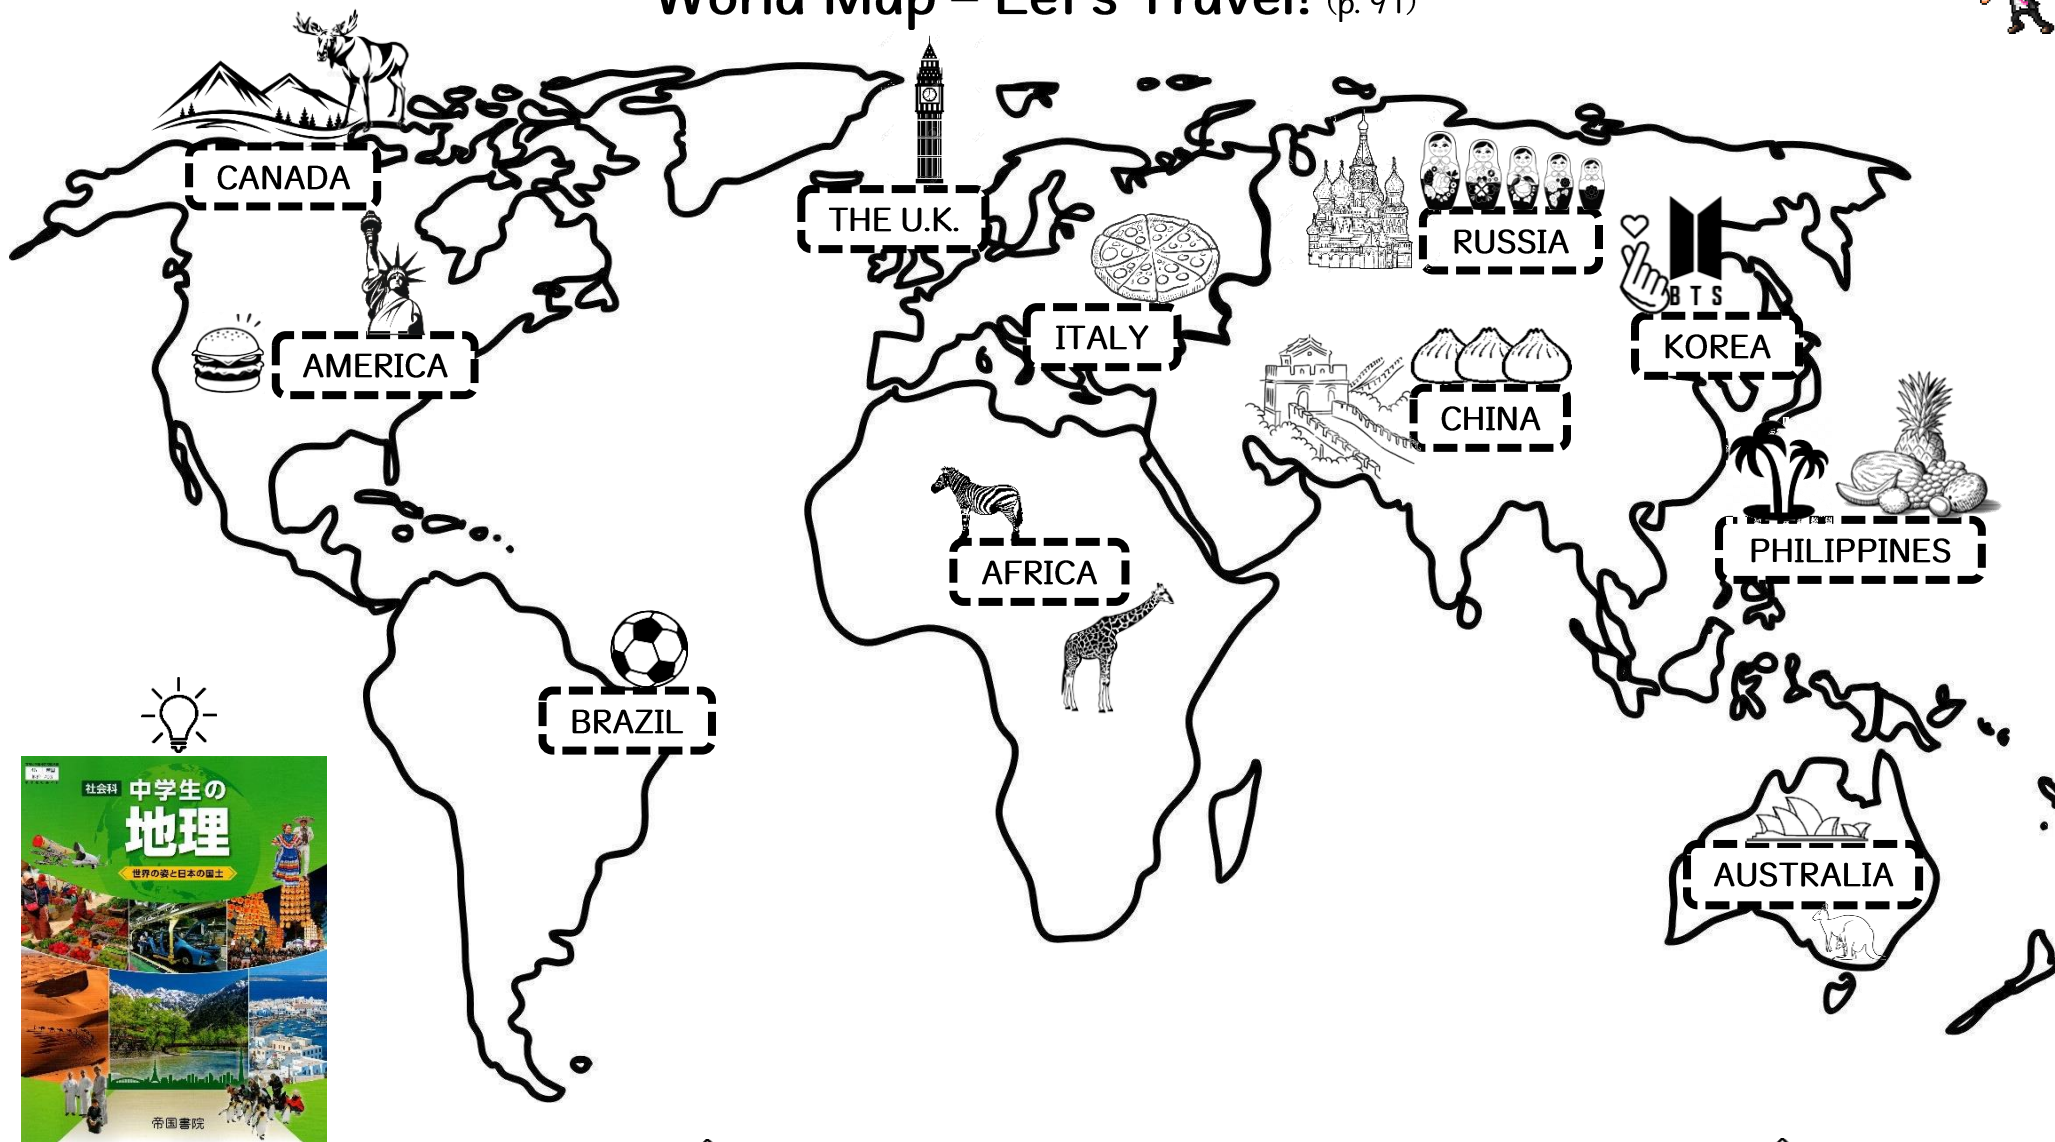 World Map – Let's Travel! (p. 91)
CANADA
THE U.K.
RUSSIA
BTS
ITALY
KOREA
AMERICA
CHINA
PHILIPPINES
AFRICA
BRAZIL
AUSTRALIA
社会科 中学生の
地理
世界の姿と日本の国土
帝国書院